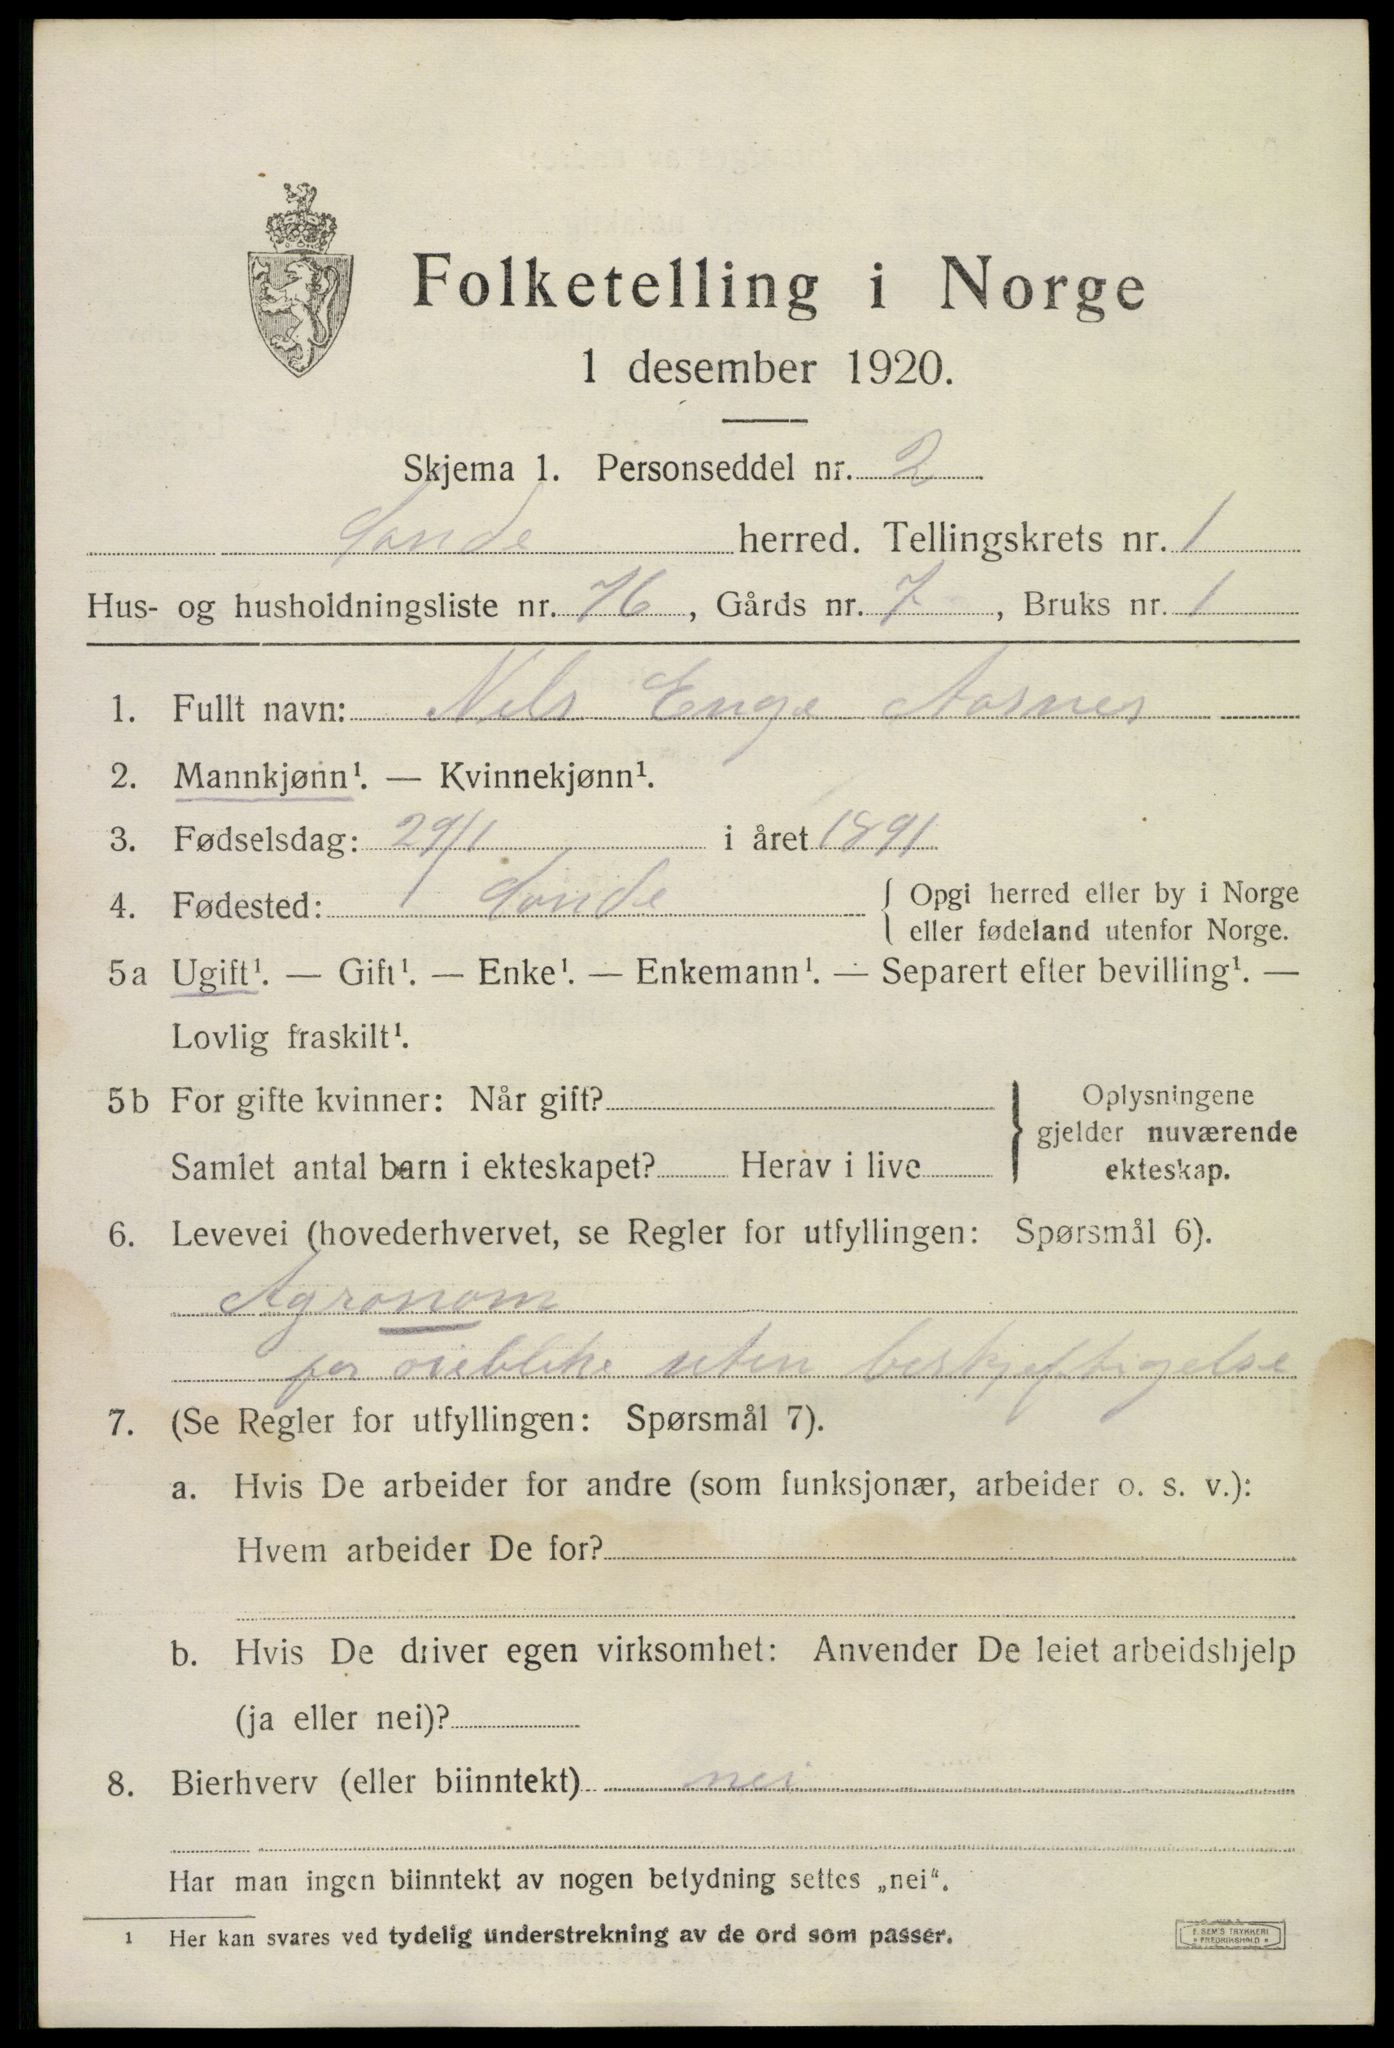 Folketelling i Norge
1 desember 1920.
Skjema 1. Personseddel nr. 2
Sande herred. Tellingskrets nr. 1
Hus- og husholdningsliste nr. 76, Gårds nr. 7, Bruks nr. 1
1. Fullt navn: Nils Enge Aasnes
2. Mannkjønn¹. — Kvinnekjønn¹.
3. Fødselsdag: 29/1 i året 1891
4. Fødested: Sande { Opgi herred eller by i Norge
eller fødeland utenfor Norge.
5a Ugift¹. — Gift¹. — Enke¹. — Enkemann¹. — Separert efter bevilling¹. —
Lovlig fraskilt¹.
5b For gifte kvinner: Når gift? } Oplysningene
gjelder nuværende
Samlet antal barn i ekteskapet? Herav i live ekteskap.
6. Levevei (hovederhvervet, se Regler for utfyllingen: Spørsmål 6).
Agronom
for øieblike uten beskjeftigelse
7. (Se Regler for utfyllingen: Spørsmål 7).
a. Hvis De arbeider for andre (som funksjonær, arbeider o. s. v.):
Hvem arbeider De for?
b. Hvis De driver egen virksomhet: Anvender De leiet arbeidshjelp
(ja eller nei)?
8. Bierhverv (eller biinntekt) nei
Har man ingen biinntekt av nogen betydning settes „nei“.
¹ Her kan svares ved tydelig understrekning av de ord som passer.
F. SEM'S TRYKKERI
FREDRIKSHALD